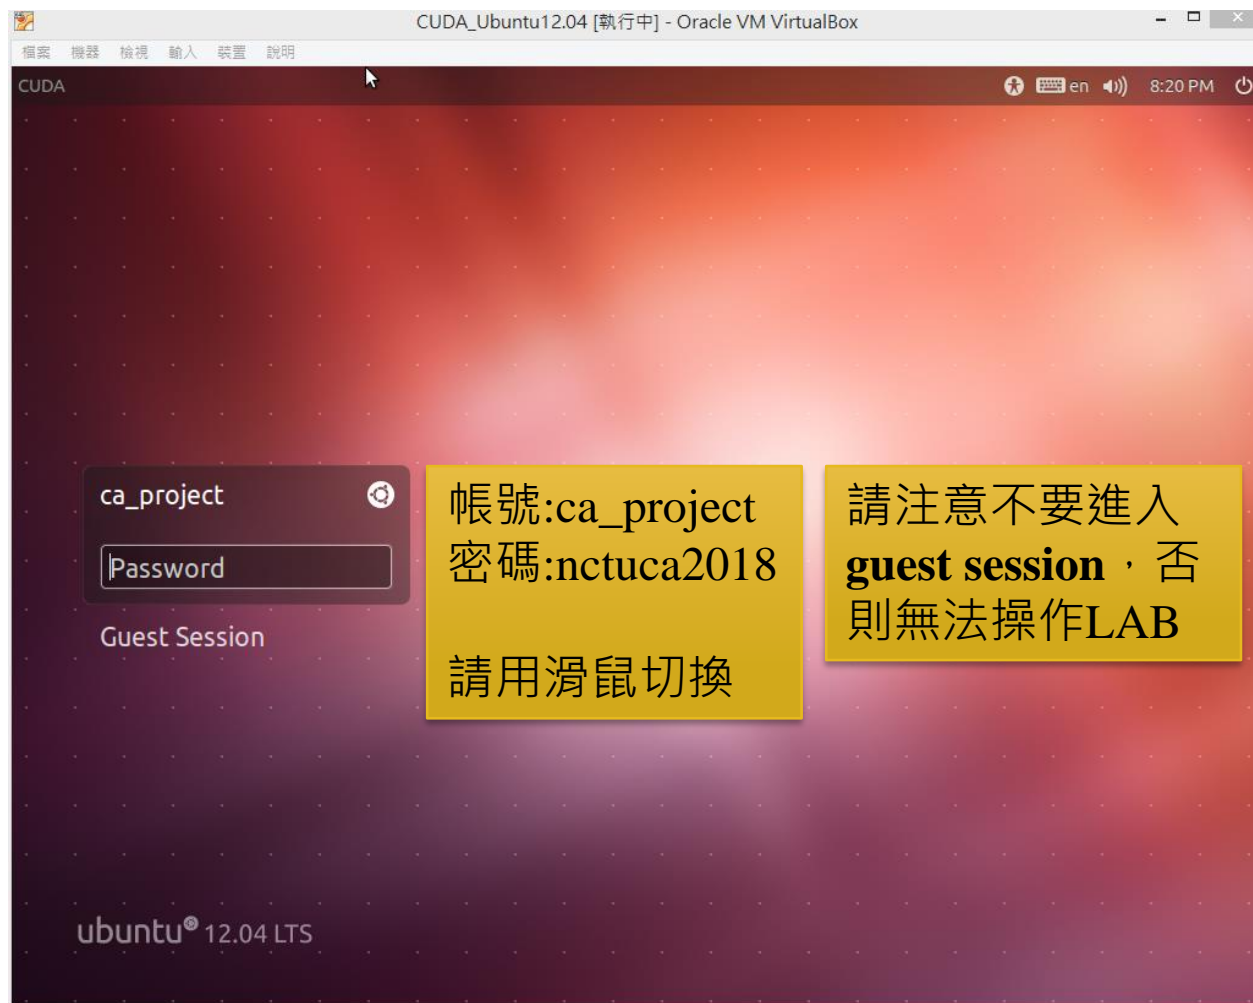 CUDA_Ubuntu12.04 [執行中] - Oracle VM VirtualBox
檔案 機器 檢視 輸入 裝置 說明
CUDA en 8:20 PM
ca_project
Password
Guest Session
帳號:ca_project
密碼:nctuca2018
請用滑鼠切換
請注意不要進入
guest session，否
則無法操作LAB
ubuntu® 12.04 LTS